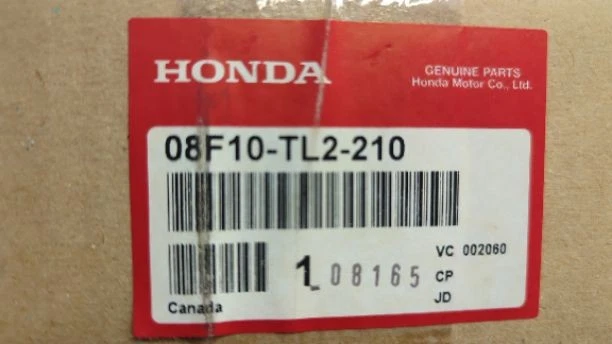 HONDA
GENUINE PARTS
Honda Motor Co., Ltd.
08F10-TL2-210
VC 002060
1 08165 CP
JD
Canada